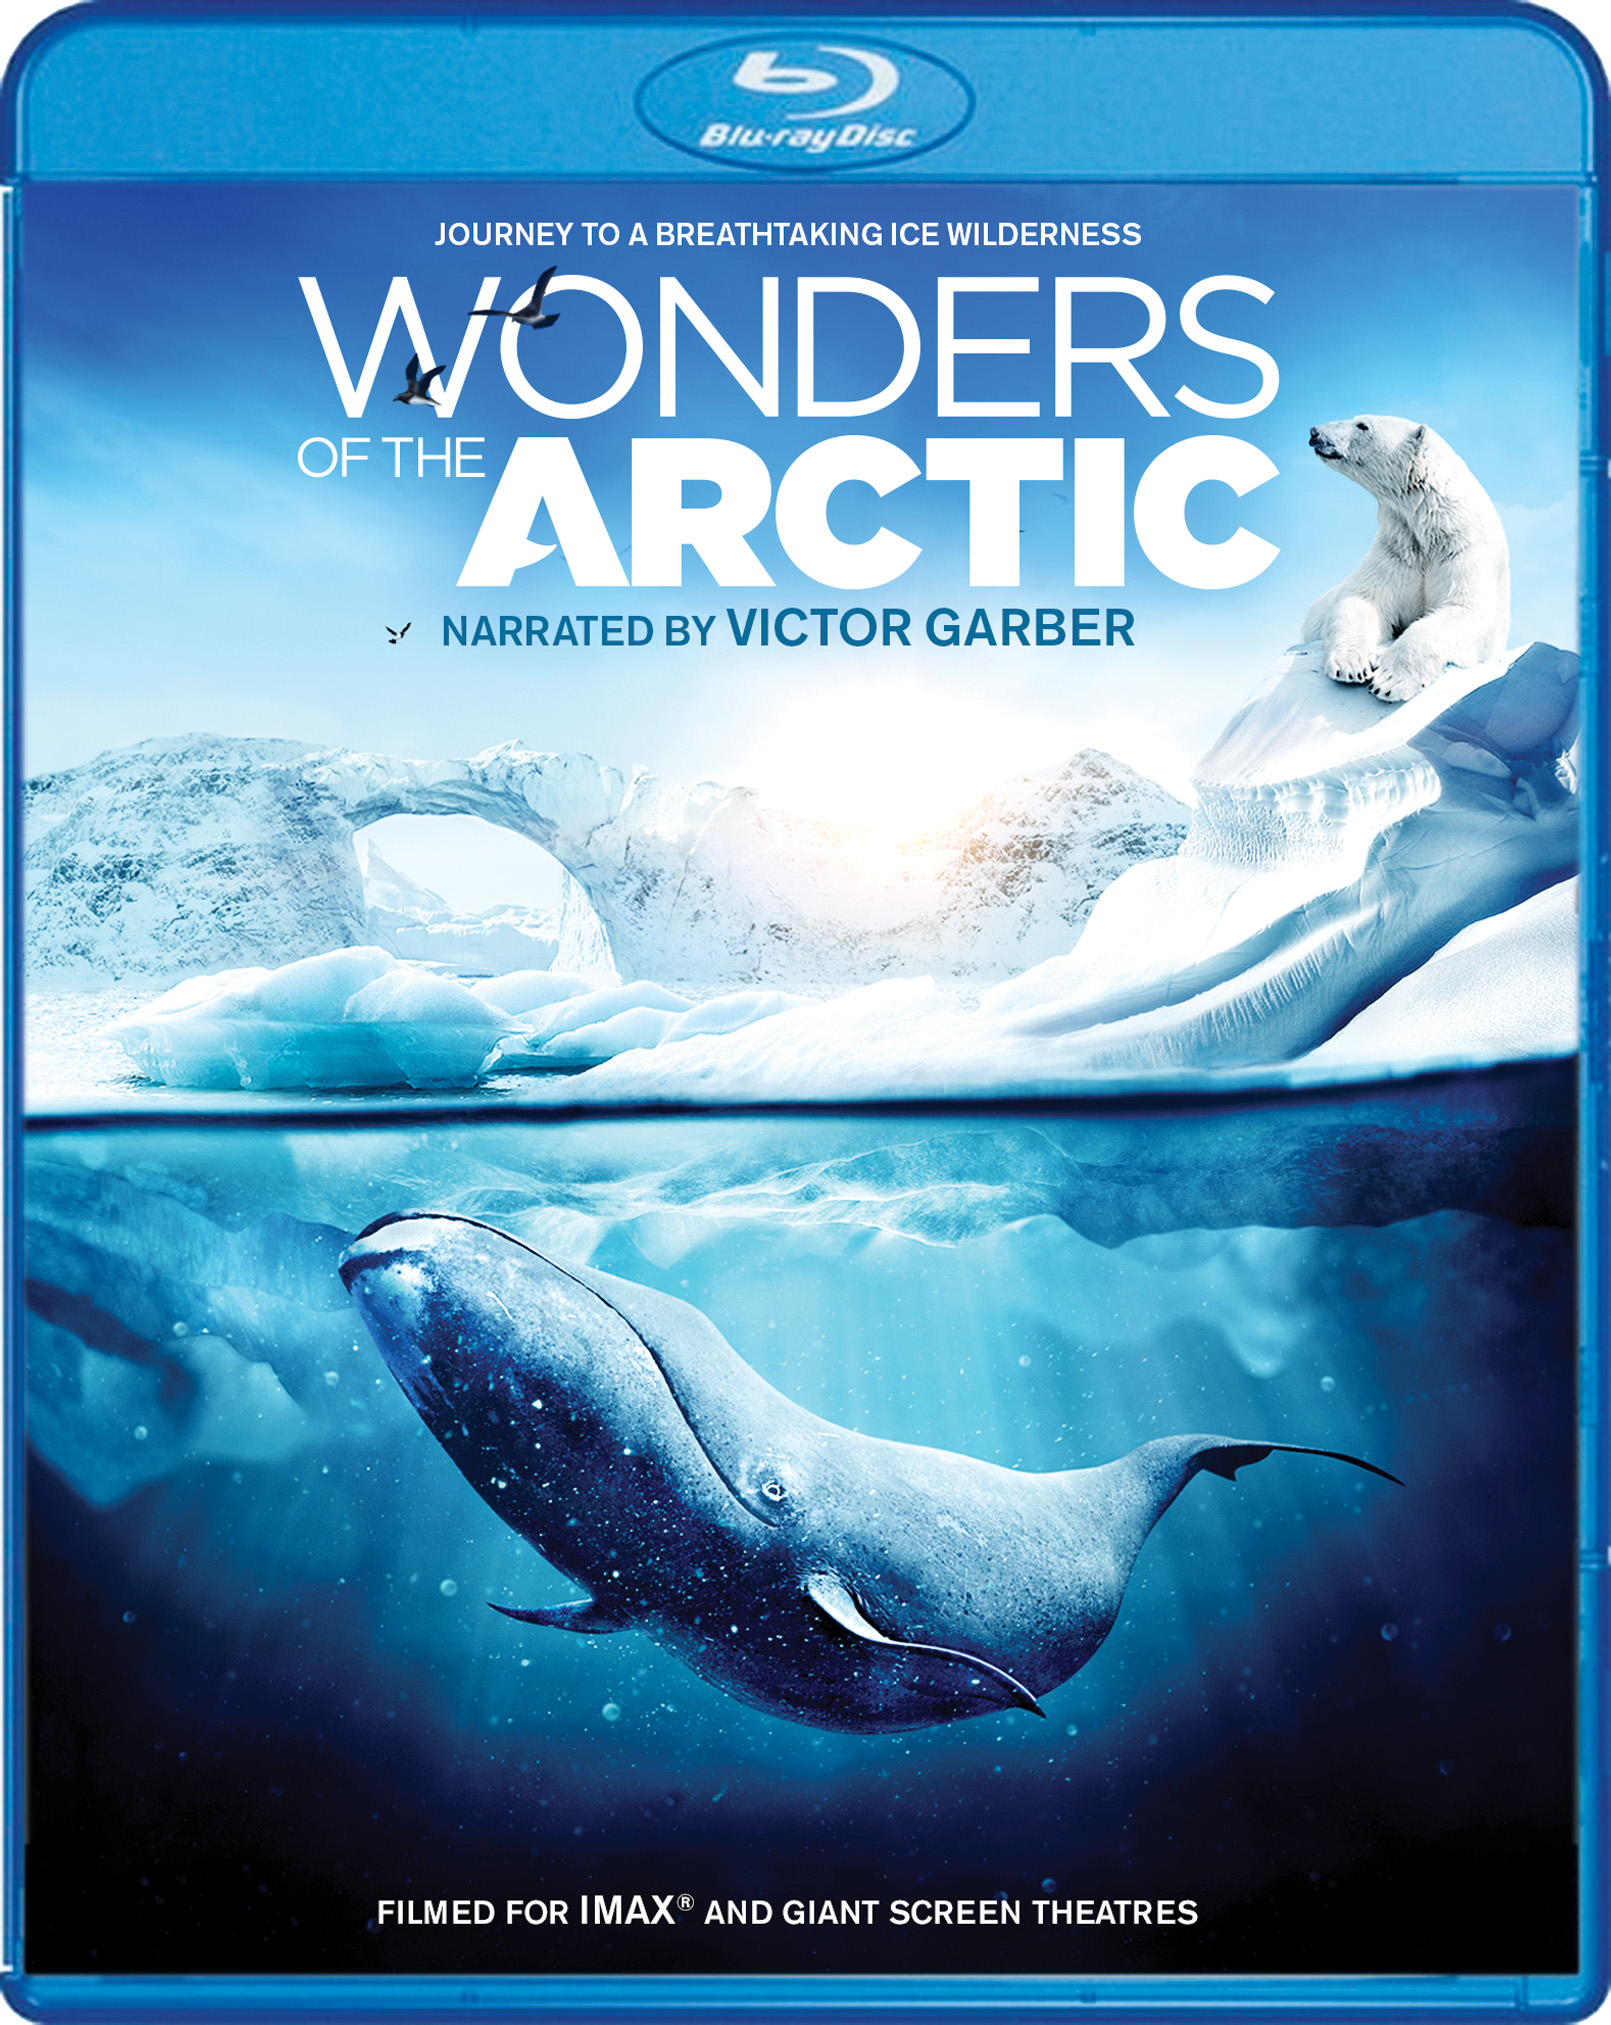 Blu-ray Disc
JOURNEY TO A BREATHTAKING ICE WILDERNESS
WONDERS
OF THE ARCTIC
NARRATED BY VICTOR GARBER
FILMED FOR IMAX® AND GIANT SCREEN THEATRES